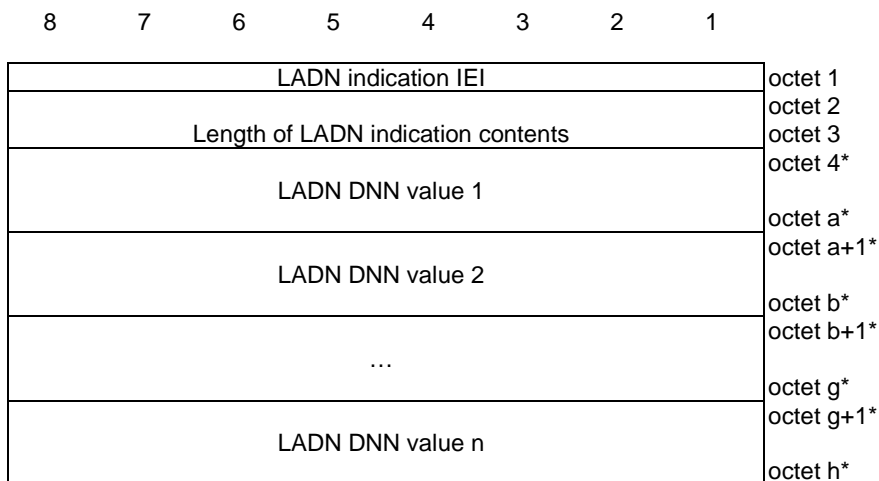 8 7 6 5 4 3 2 1
LADN indication IEI octet 1
octet 2
Length of LADN indication contents octet 3
octet 4*
LADN DNN value 1
octet a*
octet a+1*
LADN DNN value 2
octet b*
octet b+1*
…
octet g*
octet g+1*
LADN DNN value n
octet h*